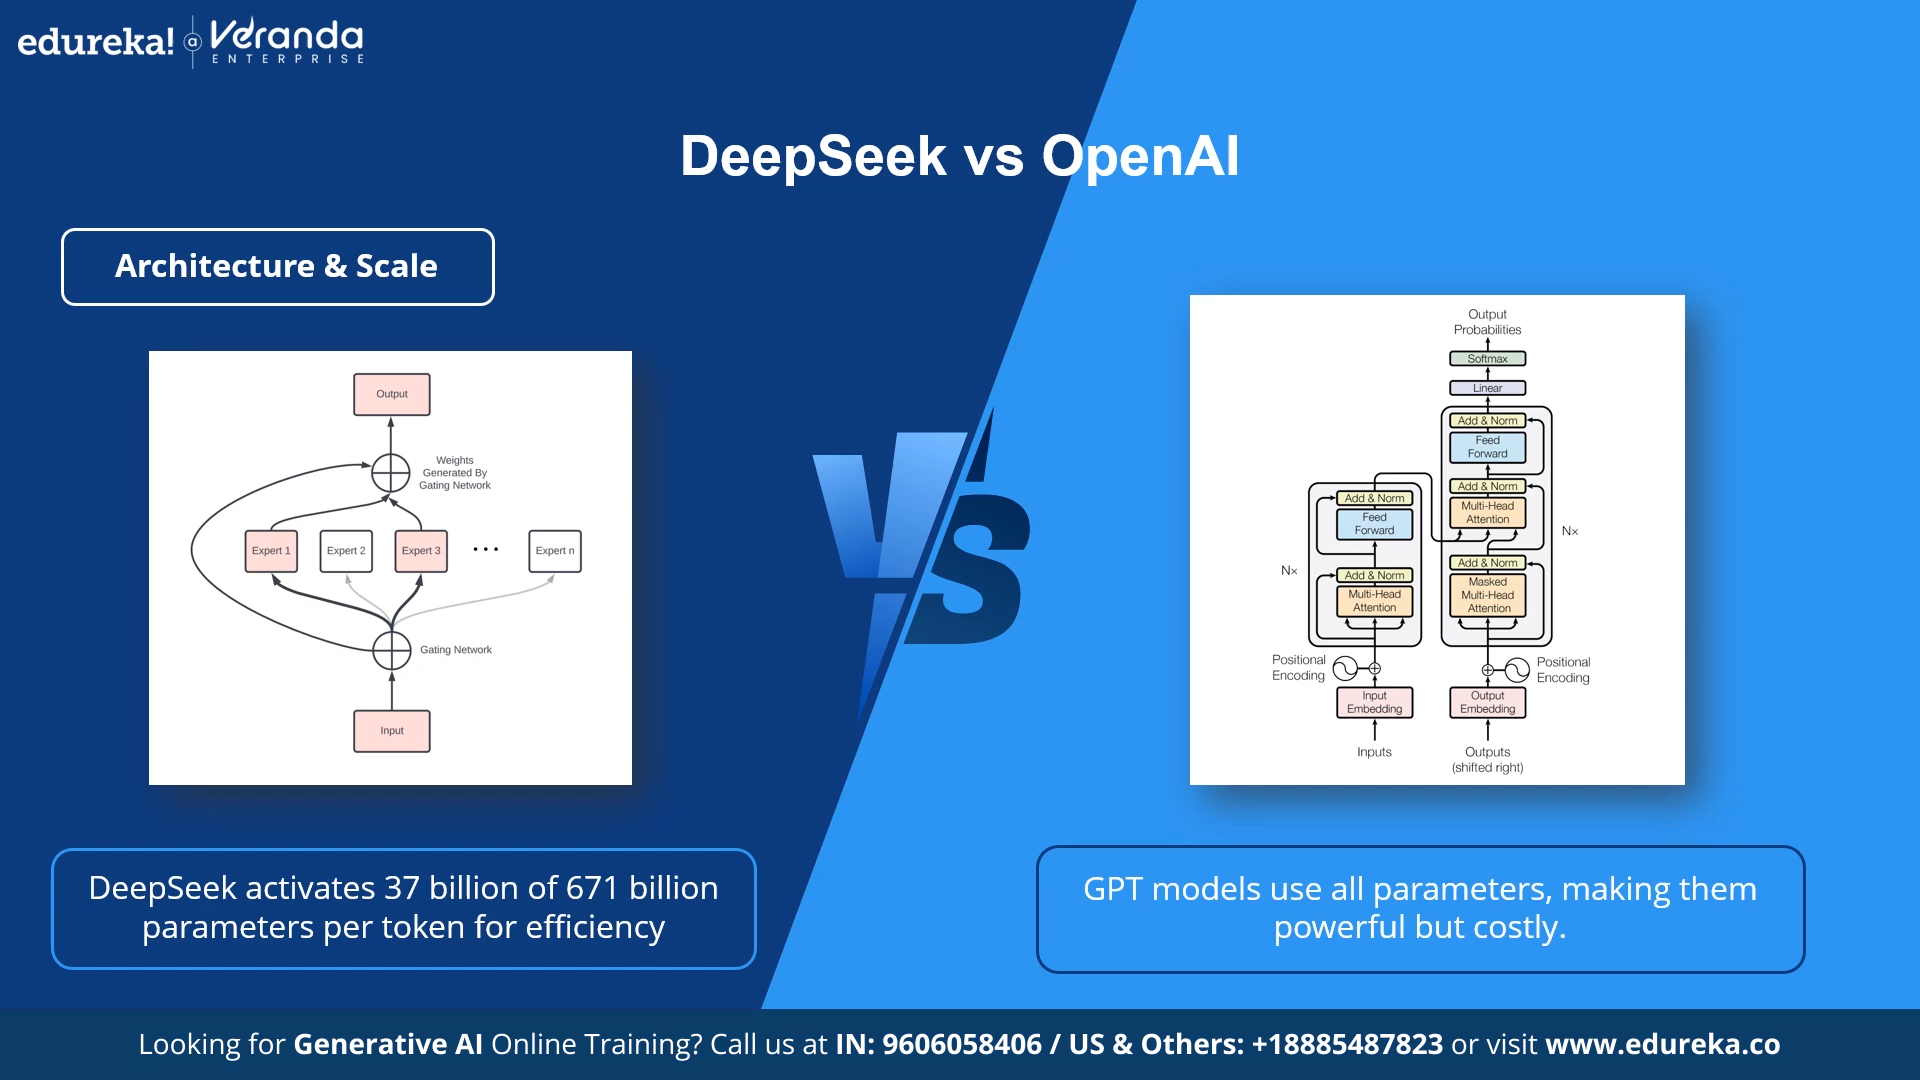 edureka! a Veranda
ENTERPRISE
DeepSeek vs OpenAI
Architecture & Scale
Output
Weights
Generated By
Gating Network
Expert 1
Expert 2
Expert 3
...
Expert n
Gating Network
Input
VS
Output
Probabilities
Softmax
Linear
Add & Norm
Feed
Forward
Add & Norm
Multi-Head
Attention
Add & Norm
Masked
Multi-Head
Attention
Nx
Positional
Encoding
Output
Embedding
Outputs
(shifted right)
Add & Norm
Feed
Forward
Add & Norm
Multi-Head
Attention
Nx
Positional
Encoding
Input
Embedding
Inputs
DeepSeek activates 37 billion of 671 billion
parameters per token for efficiency
GPT models use all parameters, making them
powerful but costly.
Looking for Generative AI Online Training? Call us at IN: 9606058406 / US & Others: +18885487823 or visit www.edureka.co